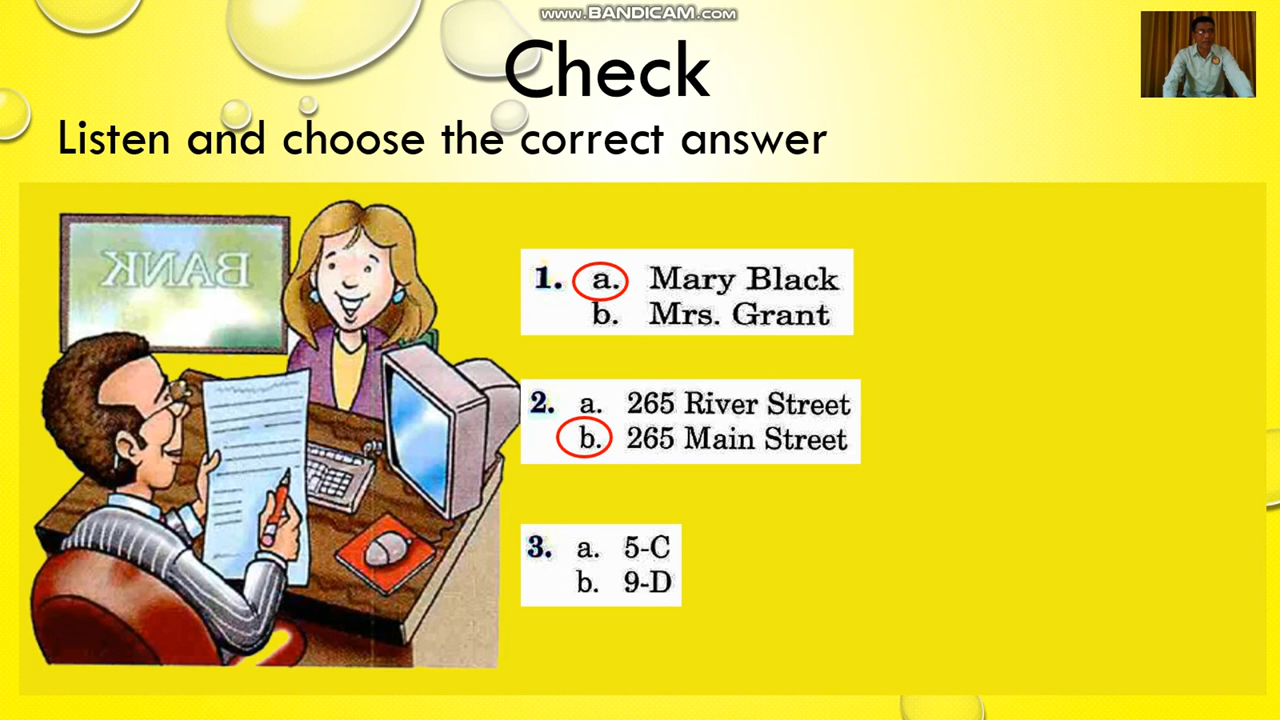 www.BANDICAM.com
Check
Listen and choose the correct answer
BANK
1. a. Mary Black
b. Mrs. Grant
2. a. 265 River Street
b. 265 Main Street
3. a. 5-C
b. 9-D